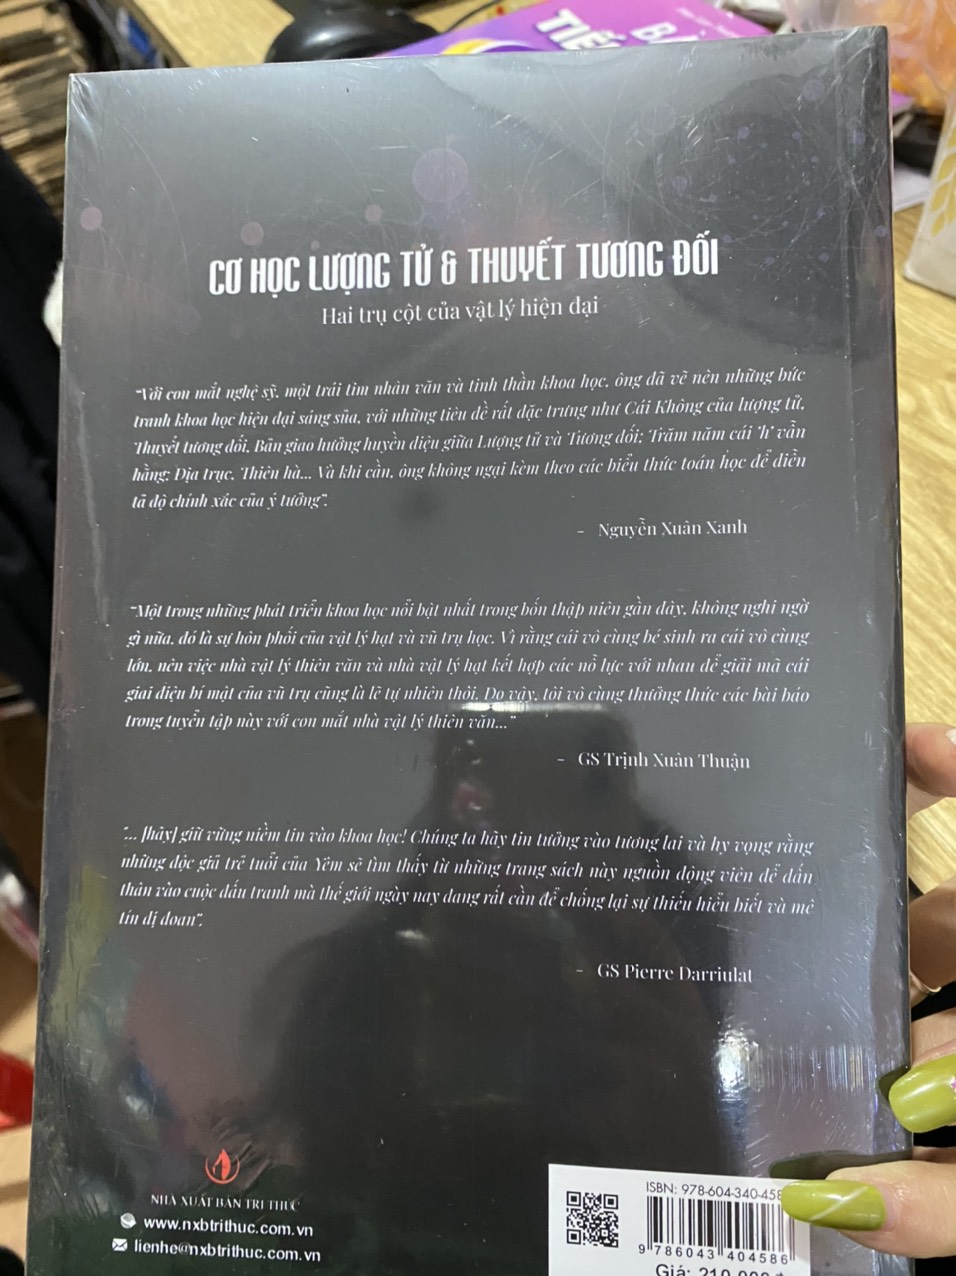 BÁ
TIẾ
CƠ HỌC LƯỢNG TỬ & THUYẾT TƯƠNG ĐỐI
Hai trụ cột của vật lý hiện đại
"Với con mắt nghệ sỹ, một trái tim nhân văn và tinh thần khoa học, ông đã vẽ nên những bức
tranh khoa học hiện đại sáng sủa, với những tiên đề rất đặc trưng như Cái Không của lượng tử,
Thuyết tương đối, Bản giao hưởng huyền diệu giữa Lượng tử và Tương đối; Trăm năm cái 'h' vẫn
hằng; Địa trục, Thiên hà... Và khi cần, ông không ngại kèm theo các biểu thức toán học để diễn
tả độ chính xác của ý tưởng".
- Nguyễn Xuân Xanh
"Một trong những phát triển khoa học nổi bật nhất trong bốn thập niên gần đây, không nghi ngờ
gì nữa, đó là sự hôn phối của vật lý hạt và vũ trụ học. Vì rằng cái vô cùng bé sinh ra cái vô cùng
lớn, nên việc nhà vật lý thiên văn và nhà vật lý hạt kết hợp các nỗ lực với nhau để giải mã cái
giai điệu bí mật của vũ trụ cũng là lẽ tự nhiên thôi. Do vậy, tôi vô cùng thưởng thức các bài báo
trong tuyển tập này với con mắt nhà vật lý thiên văn..."
- GS Trịnh Xuân Thuận
"... [hãy] giữ vững niềm tin vào khoa học! Chúng ta hãy tin tưởng vào tương lai và hy vọng rằng
những độc giả trẻ tuổi của Yêm sẽ tìm thấy từ những trang sách này nguồn động viên để dấn
thân vào cuộc đấu tranh mà thế giới ngày nay đang rất cần để chống lại sự thiếu hiểu biết và mê
tín dị đoan".
- GS Pierre Darriulat
NHÀ XUẤT BẢN TRI THỨC
www.nxbtrithuc.com.vn
lienhe@nxbtrithuc.com.vn
ISBN: 978-604-340-458
9 786043 404586
Giá: 210.000 đ